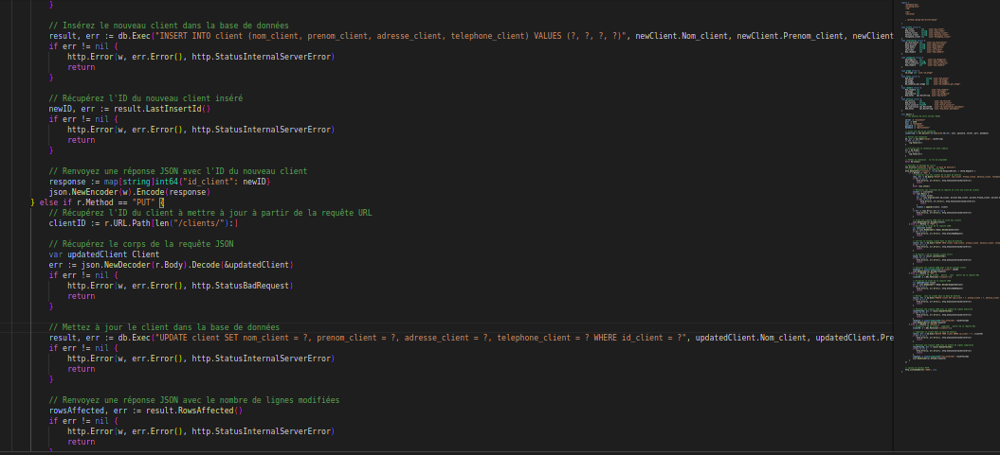 }
// Insérez le nouveau client dans la base de données
result, err := db.Exec("INSERT INTO client (nom_client, prenom_client, adresse_client, telephone_client) VALUES (?, ?, ?, ?)", newClient.Nom_client, newClient.Prenom_client, newClient
if err != nil {
http.Error(w, err.Error(), http.StatusInternalServerError)
return
}
// Récupérez l'ID du nouveau client inséré
newID, err := result.LastInsertId()
if err != nil {
http.Error(w, err.Error(), http.StatusInternalServerError)
return
}
// Renvoyez une réponse JSON avec l'ID du nouveau client
response := map[string]int64{"id_client": newID}
json.NewEncoder(w).Encode(response)
} else if r.Method == "PUT" {
// Récupérez l'ID du client à mettre à jour à partir de la requête URL
clientID := r.URL.Path[len("/clients/"):]
// Récupérez le corps de la requête JSON
var updatedClient Client
err := json.NewDecoder(r.Body).Decode(&updatedClient)
if err != nil {
http.Error(w, err.Error(), http.StatusBadRequest)
return
}
// Mettez à jour le client dans la base de données
result, err := db.Exec("UPDATE client SET nom_client = ?, prenom_client = ?, adresse_client = ?, telephone_client = ? WHERE id_client = ?", updatedClient.Nom_client, updatedClient.Pre
if err != nil {
http.Error(w, err.Error(), http.StatusInternalServerError)
return
}
// Renvoyez une réponse JSON avec le nombre de lignes modifiées
rowsAffected, err := result.RowsAffected()
if err != nil {
http.Error(w, err.Error(), http.StatusInternalServerError)
return